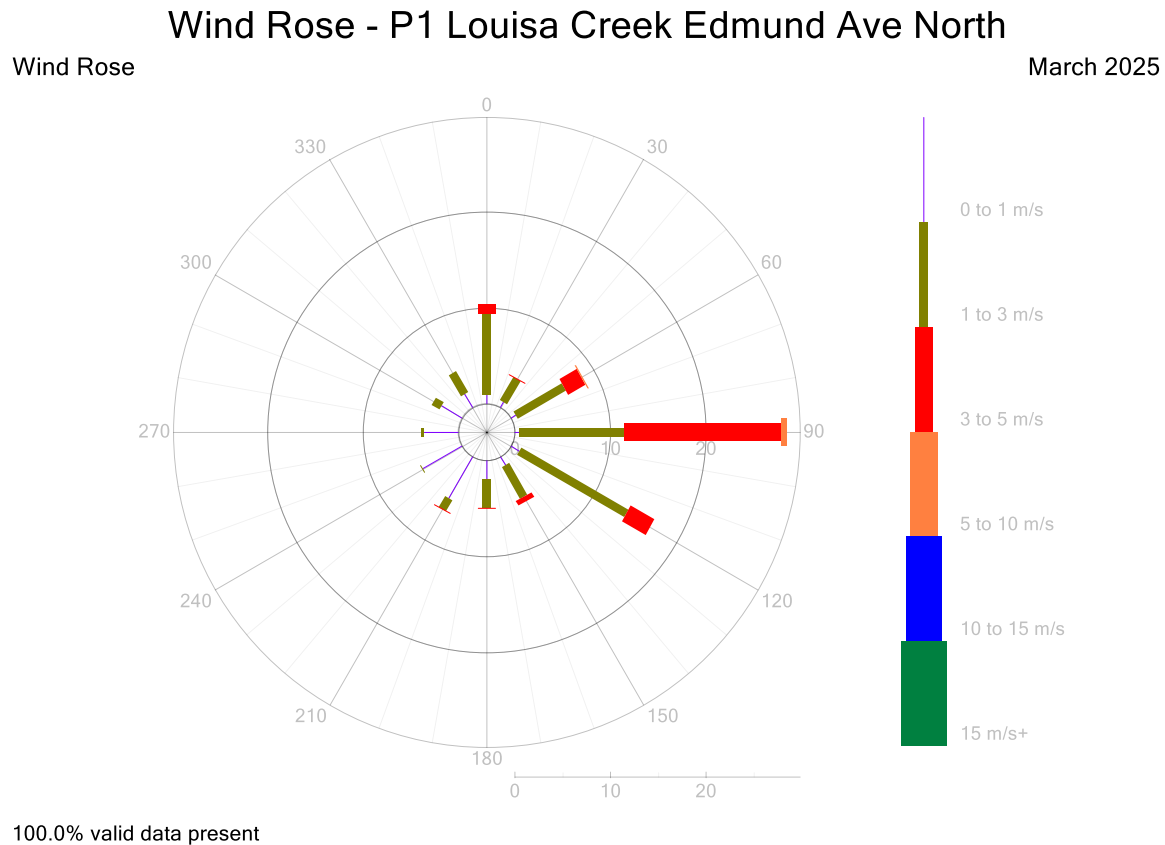 Wind Rose - P1 Louisa Creek Edmund Ave North
Wind Rose
March 2025
0
330
30
300
60
0 to 1 m/s
1 to 3 m/s
270
90
0
10
20
3 to 5 m/s
5 to 10 m/s
240
120
10 to 15 m/s
210
150
15 m/s+
180
0
10
20
100.0% valid data present